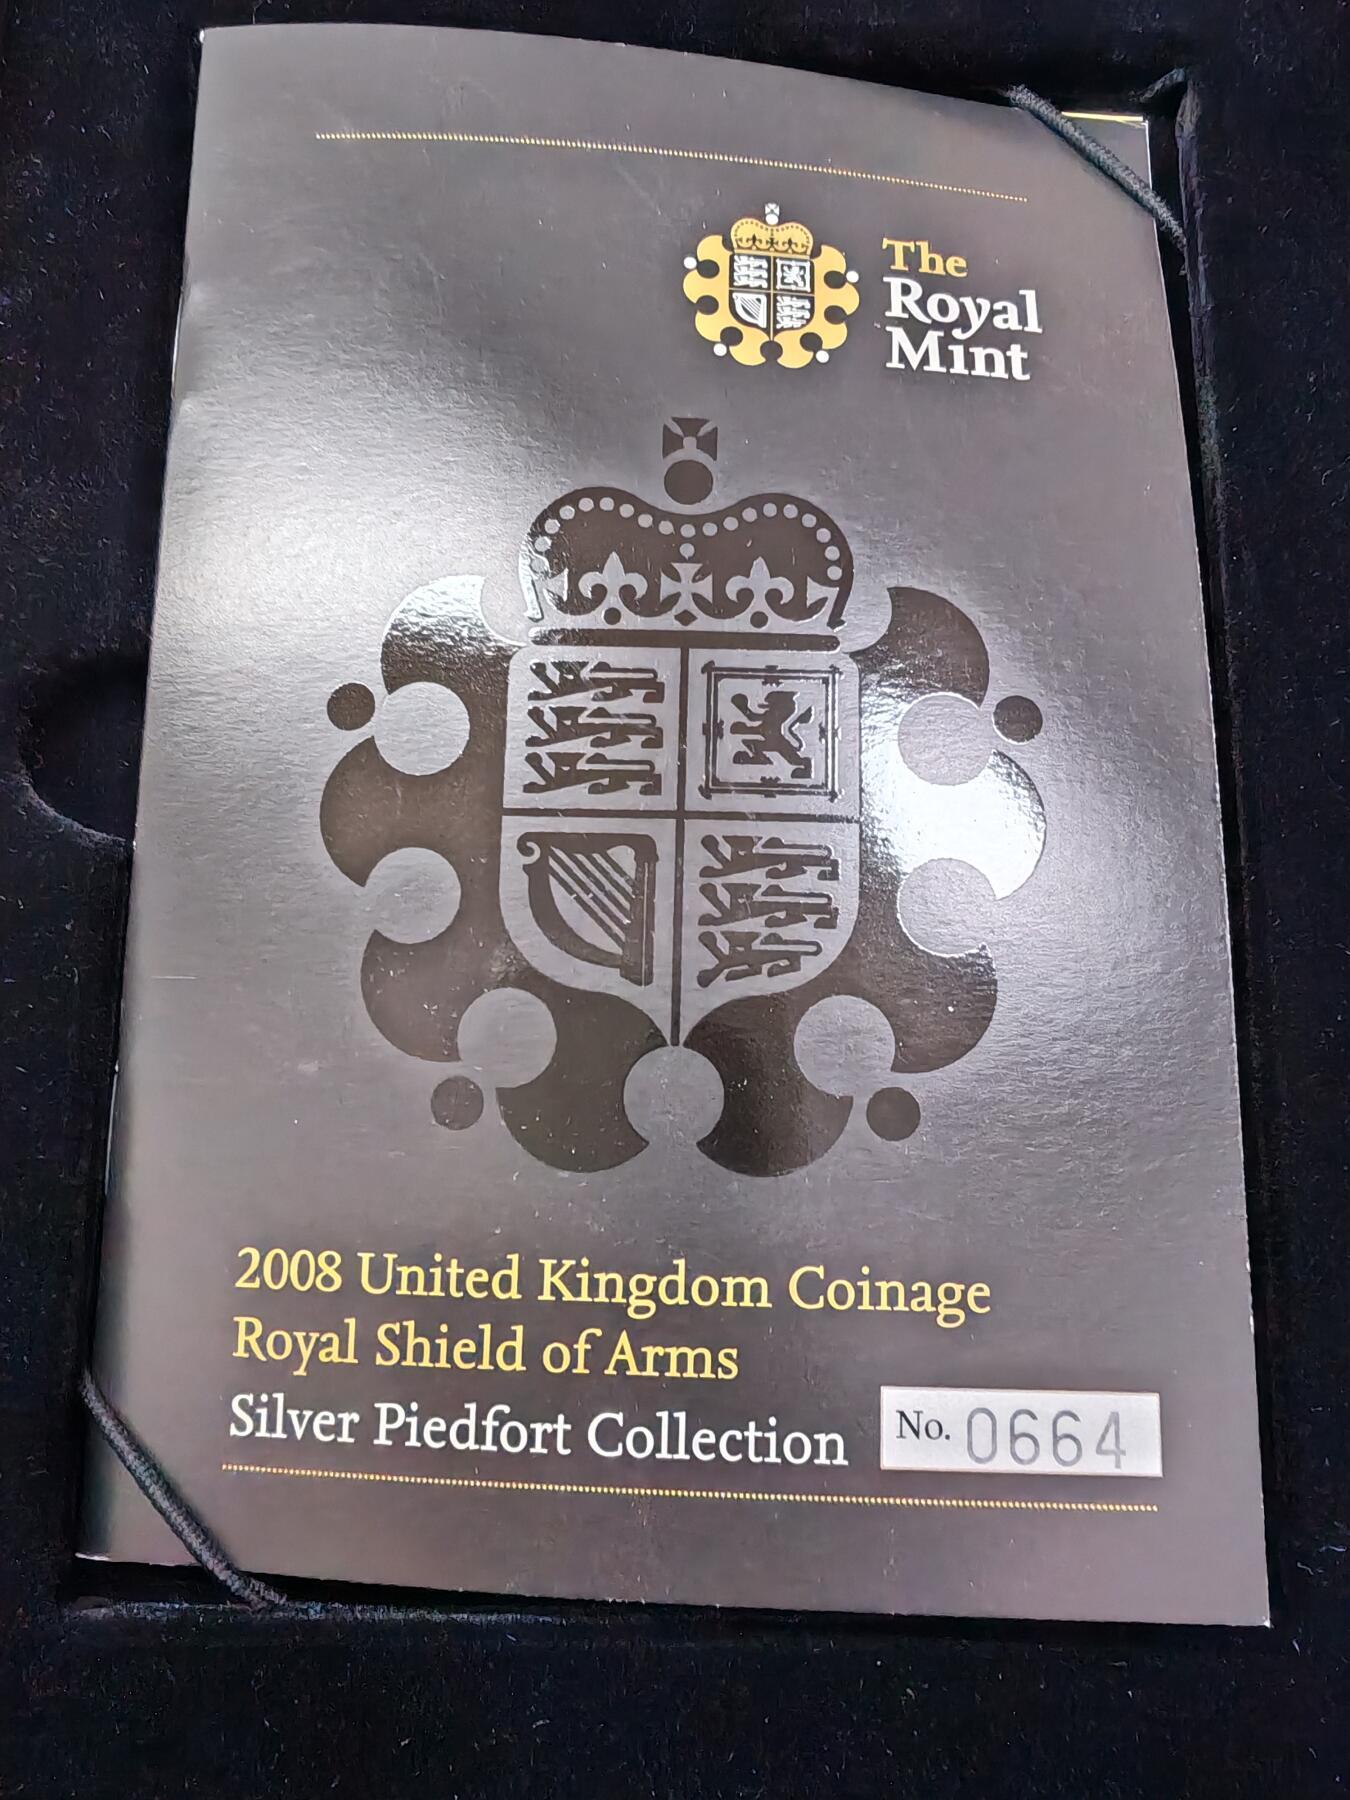 The
Royal
Mint
2008 United Kingdom Coinage
Royal Shield of Arms
Silver Piedfort Collection
No. 0664